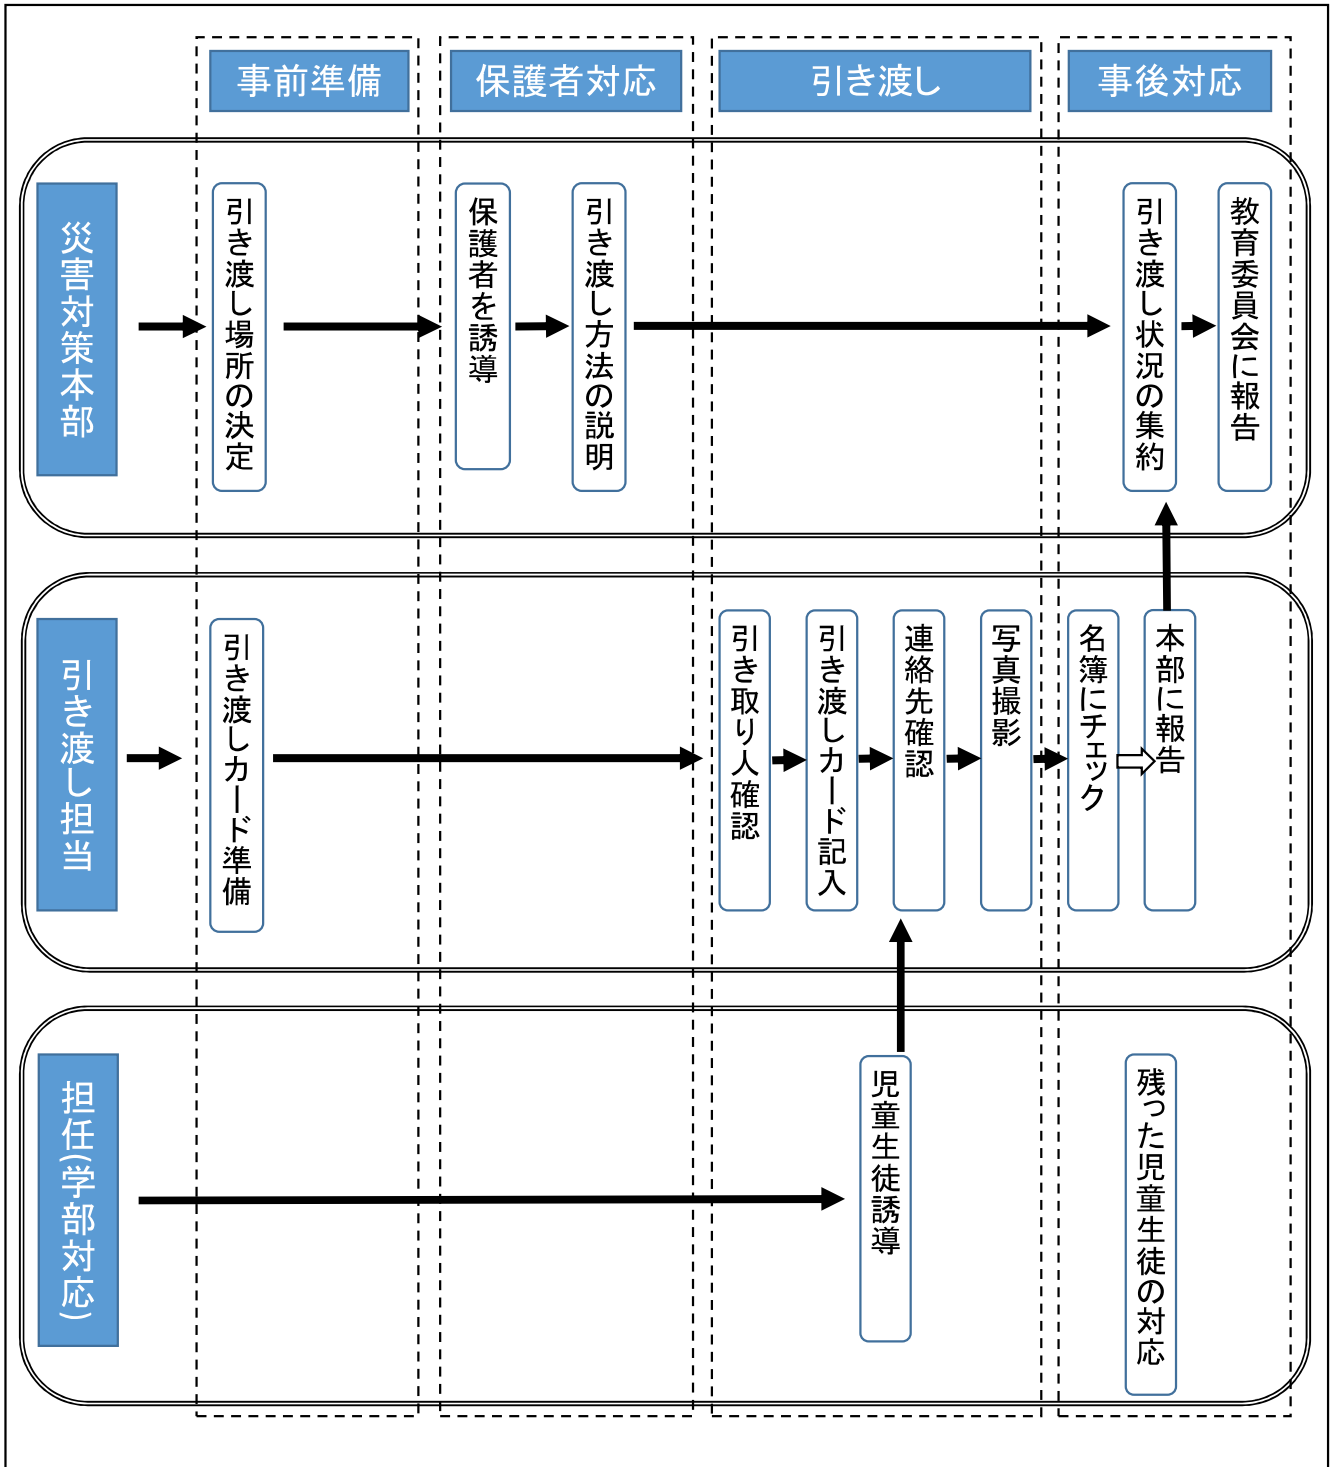 事前準備
保護者対応
引き渡し
事後対応
災害対策本部
引き渡し場所の決定
保護者を誘導
引き渡し方法の説明
引き渡し状況の集約
教育委員会に報告
引き渡し担当
引き渡しカード準備
引き取り人確認
引き渡しカード記入
連絡先確認
写真撮影
名簿にチェック
本部に報告
担任(学部対応)
児童生徒誘導
残った児童生徒の対応